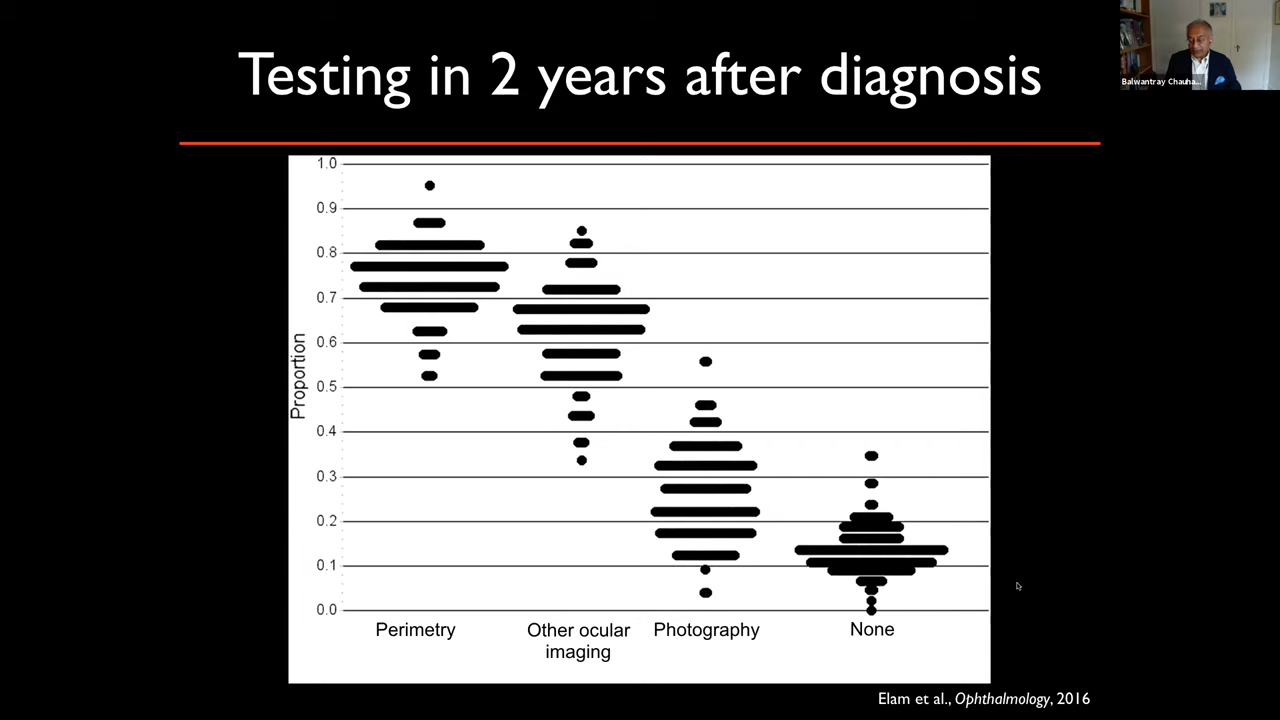 Testing in 2 years after diagnosis
Balwantray Chauha...
1.0
0.9
0.8
0.7
0.6
0.5
0.4
0.3
0.2
0.1
0.0
Proportion
Perimetry
Other ocular
imaging
Photography
None
Elam et al., Ophthalmology, 2016